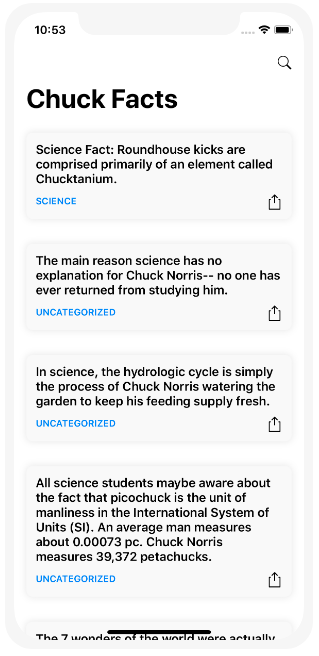 10:53
Chuck Facts
Science Fact: Roundhouse kicks are
comprised primarily of an element called
Chucktanium.
SCIENCE
The main reason science has no
explanation for Chuck Norris-- no one has
ever returned from studying him.
UNCATEGORIZED
In science, the hydrologic cycle is simply
the process of Chuck Norris watering the
garden to keep his feeding supply fresh.
UNCATEGORIZED
All science students maybe aware about
the fact that picochuck is the unit of
manliness in the International System of
Units (SI). An average man measures
about 0.00073 pc. Chuck Norris
measures 39,372 petachucks.
UNCATEGORIZED
The 7 wonders of the world were actually